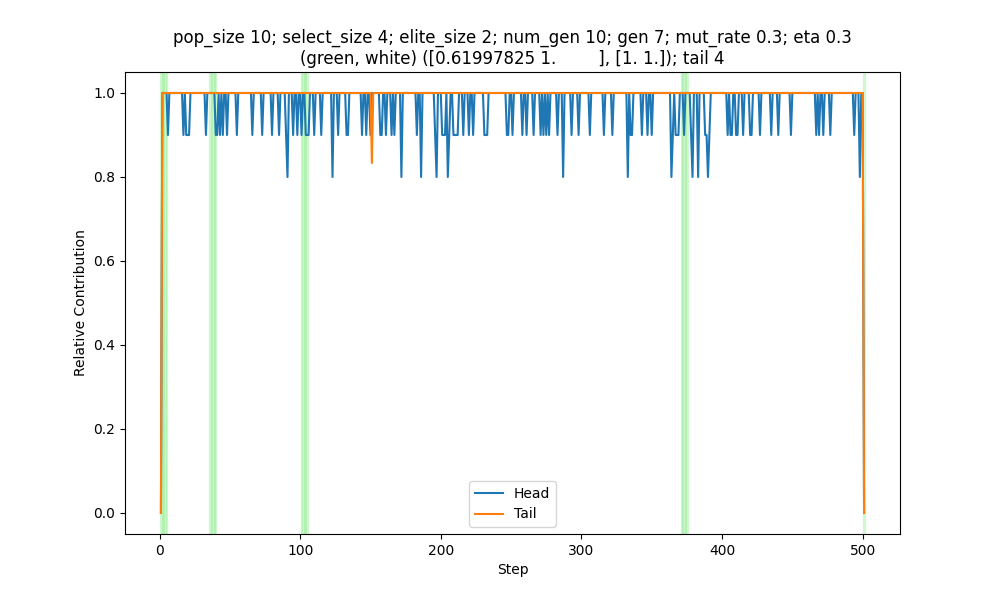 pop_size 10; select_size 4; elite_size 2; num_gen 10; gen 7; mut_rate 0.3; eta 0.3
(green, white) ([0.61997825 1.        ], [1. 1.]); tail 4
1.0
0.8
0.6
0.4
0.2
0.0
Relative Contribution
Head
Tail
0
100
200
300
400
500
Step